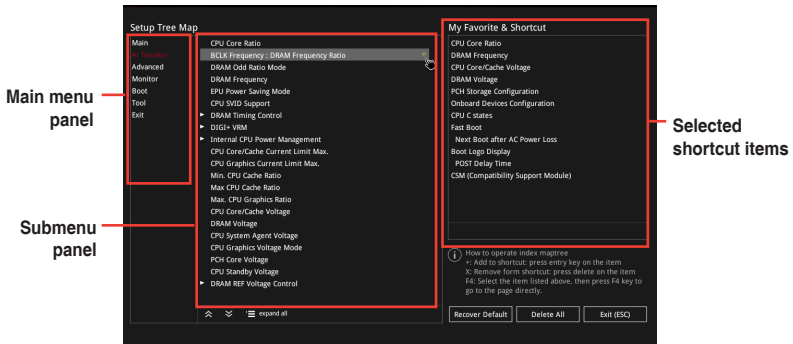 Setup Tree Map
Main
Ai Tweaker
Advanced
Monitor
Boot
Tool
Exit
CPU Core Ratio
BCLK Frequency : DRAM Frequency Ratio +
DRAM Odd Ratio Mode
DRAM Frequency
EPU Power Saving Mode
CPU SVID Support
DRAM Timing Control
DIGI+ VRM
Internal CPU Power Management
CPU Core/Cache Current Limit Max.
CPU Graphics Current Limit Max.
Min. CPU Cache Ratio
Max CPU Cache Ratio
Max. CPU Graphics Ratio
CPU Core/Cache Voltage
DRAM Voltage
CPU System Agent Voltage
CPU Graphics Voltage Mode
PCH Core Voltage
CPU Standby Voltage
DRAM REF Voltage Control
expand all
My Favorite & Shortcut
CPU Core Ratio
DRAM Frequency
CPU Core/Cache Voltage
DRAM Voltage
PCH Storage Configuration
Onboard Devices Configuration
CPU C states
Fast Boot
Next Boot after AC Power Loss
Boot Logo Display
POST Delay Time
CSM (Compatibility Support Module)
How to operate index maptree
+: Add to shortcut: press entry key on the item
X: Remove form shortcut: press delete on the item
F4: Select the item listed above, then press F4 key to
go to the page directly.
Recover Default
Delete All
Exit (ESC)
Main menu
panel
Submenu
panel
Selected
shortcut items